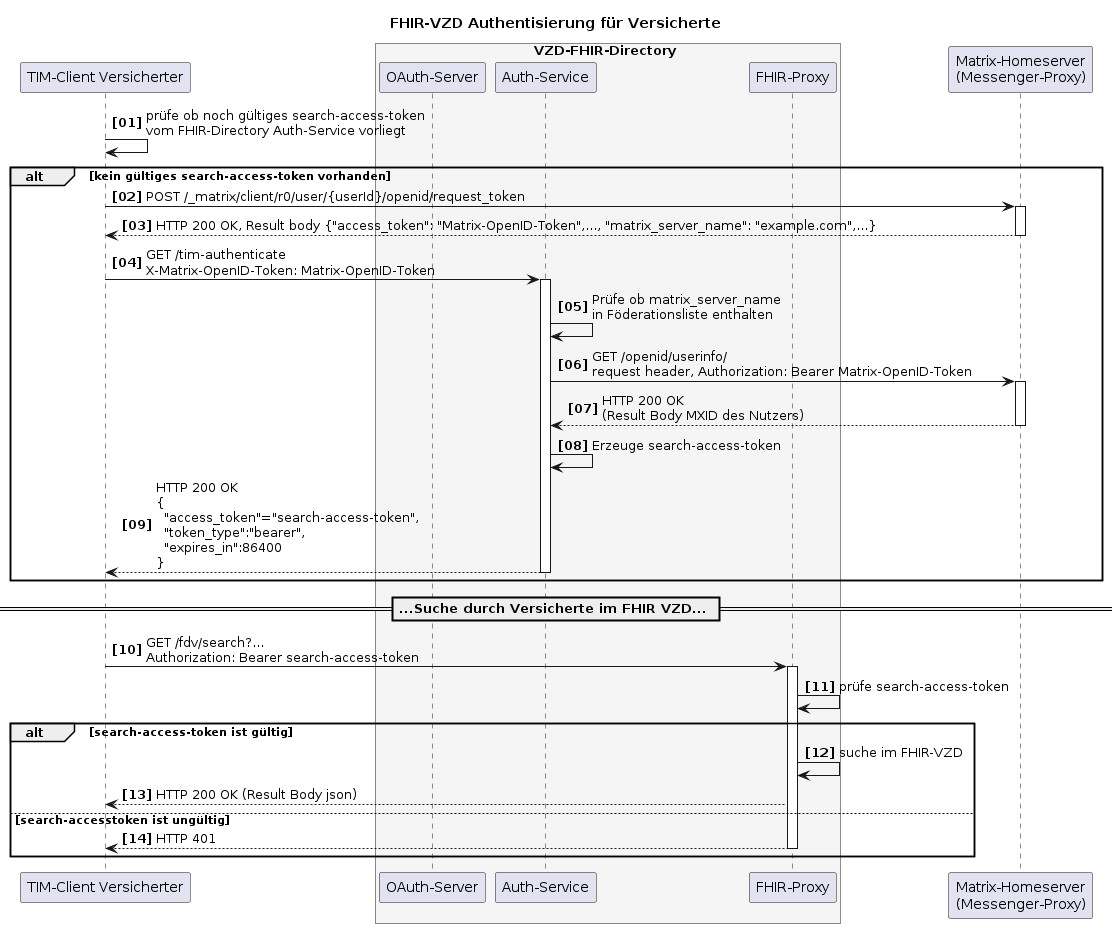 FHIR-VZD Authentisierung für Versicherte
VZD-FHIR-Directory
TIM-Client Versicherter
OAuth-Server
Auth-Service
FHIR-Proxy
Matrix-Homeserver
(Messenger-Proxy)
[01] prüfe ob noch gültiges search-access-token
vom FHIR-Directory Auth-Service vorliegt
alt [kein gültiges search-access-token vorhanden]
[02] POST /_matrix/client/r0/user/{userId}/openid/request_token
[03] HTTP 200 OK, Result body {"access_token": "Matrix-OpenID-Token",..., "matrix_server_name": "example.com",...}
[04] GET /tim-authenticate
X-Matrix-OpenID-Token: Matrix-OpenID-Token
[05] Prüfe ob matrix_server_name
in Föderationsliste enthalten
[06] GET /openid/userinfo/
request header, Authorization: Bearer Matrix-OpenID-Token
[07] HTTP 200 OK
(Result Body MXID des Nutzers)
[08] Erzeuge search-access-token
[09] HTTP 200 OK
{
"access_token"="search-access-token",
"token_type":"bearer",
"expires_in":86400
}
...Suche durch Versicherte im FHIR VZD...
[10] GET /fdv/search?...
Authorization: Bearer search-access-token
[11] prüfe search-access-token
alt [search-access-token ist gültig]
[12] suche im FHIR-VZD
[13] HTTP 200 OK (Result Body json)
[search-accesstoken ist ungültig]
[14] HTTP 401
TIM-Client Versicherter
OAuth-Server
Auth-Service
FHIR-Proxy
Matrix-Homeserver
(Messenger-Proxy)